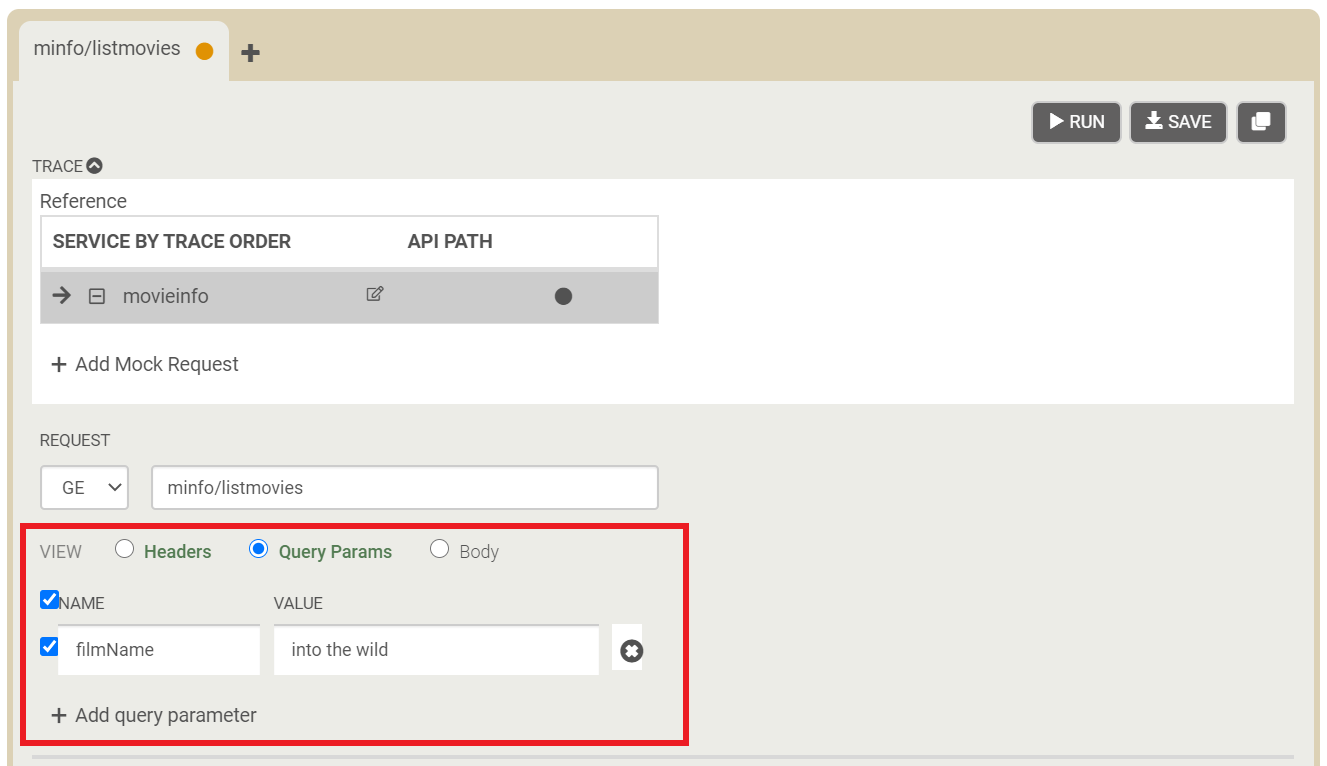 minfo/listmovies
RUN SAVE
TRACE
Reference
SERVICE BY TRACE ORDER API PATH
movieinfo
Add Mock Request
REQUEST
GE minfo/listmovies
VIEW Headers Query Params Body
NAME VALUE
filmName into the wild
Add query parameter